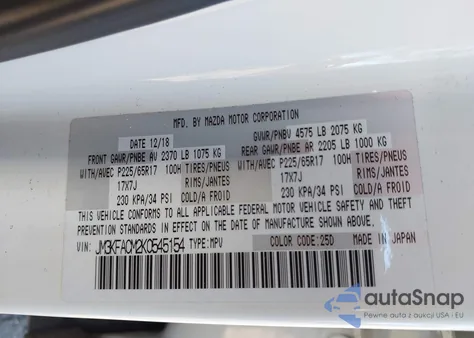 MFD. BY MAZDA MOTOR CORPORATION
DATE 12/18 GVWR/PNBV 4575 LB 2075 KG
FRONT GAWR/PNBE AV 2370 LB 1075 KG REAR GAWR/PNBE AR 2205 LB 1000 KG
WITH/AVEC P225/65R17 100H TIRES/PNEUS WITH/AVEC P225/65R17 100H TIRES/PNEUS
17X7J RIMS/JANTES 17X7J RIMS/JANTES
230 KPA/34 PSI COLD/A FROID 230 KPA/34 PSI COLD/A FROID
THIS VEHICLE CONFORMS TO ALL APPLICABLE FEDERAL MOTOR VEHICLE SAFETY AND THEFT PREVENTION
STANDARDS IN EFFECT ON THE DATE OF MANUFACTURE SHOWN ABOVE.
JM3KFACM2K0545154 TYPE:MPV COLOR CODE:25D MADE IN JAPAN
autoSnap
Pewne auto z aukcji USA i EU